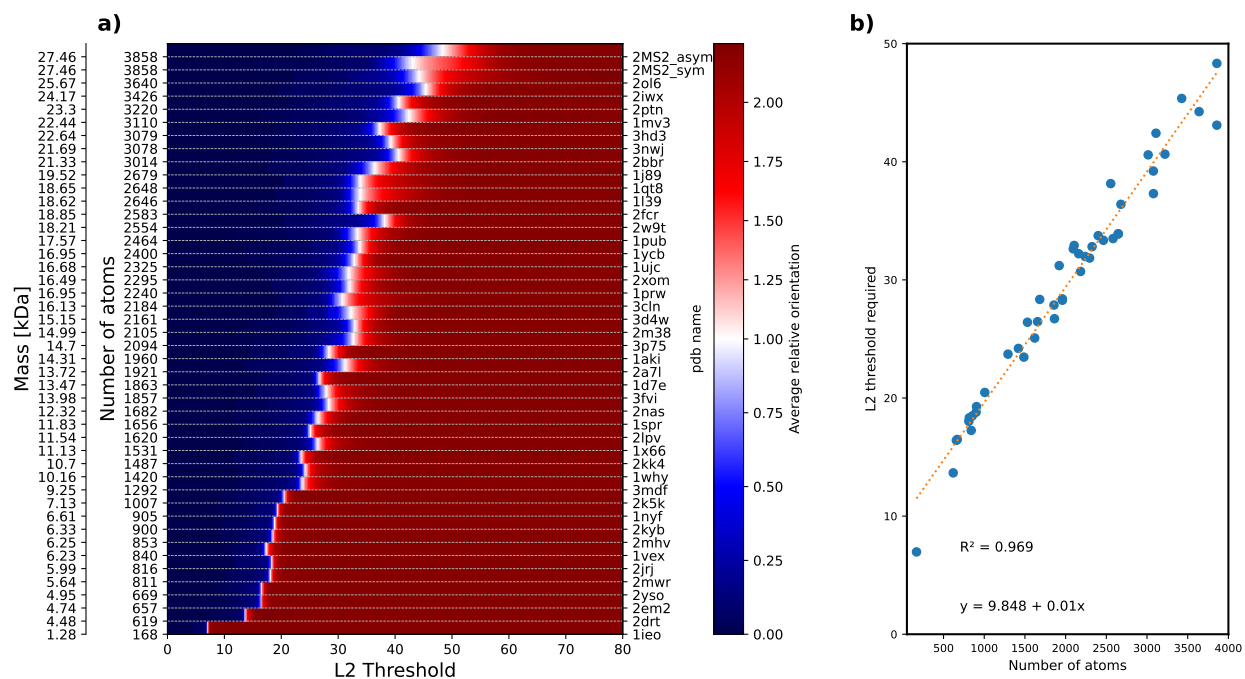 a)
b)
Mass [kDa]
27.46
27.46
25.67
24.17
23.3
22.44
22.64
21.69
21.33
19.52
18.65
18.62
18.85
18.21
17.57
16.95
16.68
16.69
16.95
16.13
15.15
14.99
14.7
14.31
13.72
13.47
13.98
12.32
11.83
11.54
11.13
10.7
10.16
9.25
7.13
6.61
6.33
6.25
6.23
5.99
5.64
4.95
4.74
4.48
1.28
Number of atoms
3858
3858
3640
3426
3220
3110
3079
3078
3014
2679
2648
2646
2583
2554
2464
2400
2325
2295
2240
2184
2161
2105
2094
1960
1921
1863
1857
1682
1656
1620
1531
1487
1420
1292
1007
905
900
853
840
816
811
669
657
619
168
0 10 20 30 40 50 60 70 80
L2 Threshold
2MS2_asym
2MS2_sym
2ol6
2iwx
2ptn
1mv3
3hd3
3nwj
2bbr
1j89
1qt8
1l39
2fcr
2w9t
1pub
1ycb
1ujc
2xom
1prw
3cln
3d4w
2m38
3p75
1aki
2a7l
1d7e
3fvi
2nas
1spr
2lpv
1x66
2kk4
1why
3mdf
2k5k
1nyf
2kyb
2mhv
1vex
2jrj
2mwr
2yso
2em2
2drt
1ieo
pdb name
2.00
1.75
1.50
1.25
1.00
0.75
0.50
0.25
0.00
Average relative orientation
L2 threshold required
50
40
30
20
10
0
R² = 0.969
y = 9.848 + 0.01x
500 1000 1500 2000 2500 3000 3500 4000
Number of atoms